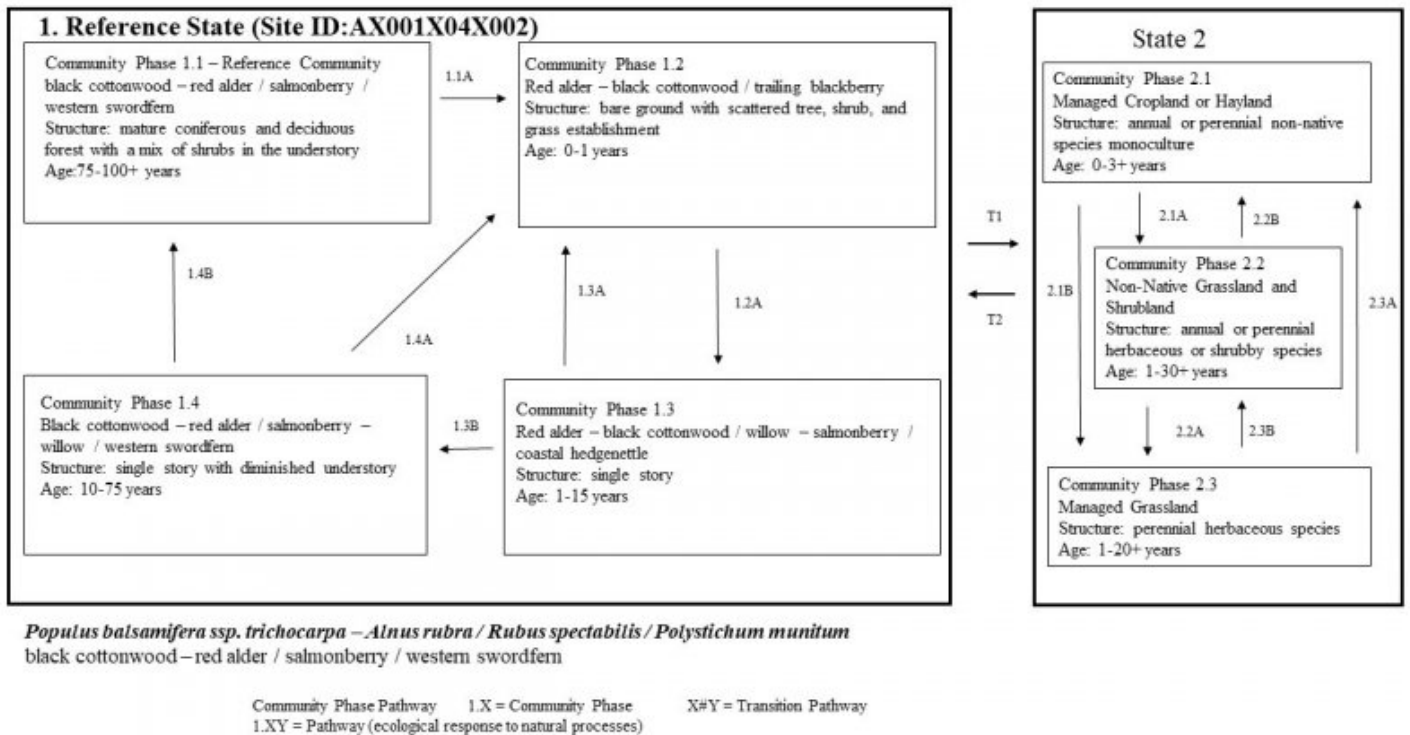 1. Reference State (Site ID:AX001X04X002)
Community Phase 1.1 – Reference Community
black cottonwood – red alder / salmonberry /
western swordfern
Structure: mature coniferous and deciduous
forest with a mix of shrubs in the understory
Age:75-100+ years
1.1A
Community Phase 1.2
Red alder – black cottonwood / trailing blackberry
Structure: bare ground with scattered tree, shrub, and
grass establishment
Age: 0-1 years
1.4B
1.4A
1.3A
1.2A
Community Phase 1.4
Black cottonwood – red alder / salmonberry –
willow / western swordfern
Structure: single story with diminished understory
Age: 10-75 years
1.3B
Community Phase 1.3
Red alder – black cottonwood / willow – salmonberry /
coastal hedgenettle
Structure: single story
Age: 1-15 years
T1
T2
State 2
Community Phase 2.1
Managed Cropland or Hayland
Structure: annual or perennial non-native
species monoculture
Age: 0-3+ years
2.1A
2.2B
2.1B
Community Phase 2.2
Non-Native Grassland and
Shrubland
Structure: annual or perennial
herbaceous or shrubby species
Age: 1-30+ years
2.3A
2.2A
2.3B
Community Phase 2.3
Managed Grassland
Structure: perennial herbaceous species
Age: 1-20+ years
Populus balsamifera ssp. trichocarpa – Alnus rubra / Rubus spectabilis / Polystichum munitum
black cottonwood – red alder / salmonberry / western swordfern
Community Phase Pathway 1.X = Community Phase X#Y = Transition Pathway
1.XY = Pathway (ecological response to natural processes)